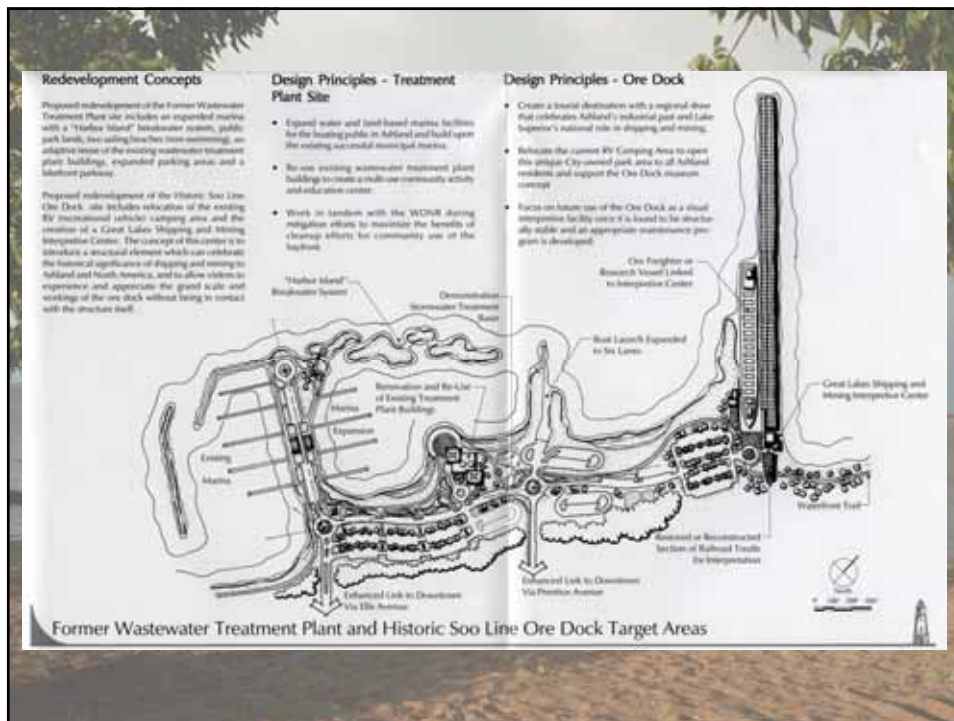 Redevelopment Concepts
Proposed redevelopment of the Former Wastewater
Treatment Plant site includes an expanded marina
with a "Harbor Island" breakwater system, public
park lands, two sailing beaches (non-swimming), an
adaptive reuse of the existing wastewater treatment
plant buildings, expanded parking areas and a
lakefront parkway.
Proposed redevelopment of the Historic Soo Line
Ore Dock site includes relocation of the existing
RV (recreational vehicle) camping area and the
creation of a Great Lakes Shipping and Mining
Interpretive Center. The concept of this center is to
introduce a structural element which can celebrate
the historical significance of shipping and mining to
Ashland and North America, and to allow visitors to
experience and appreciate the grand scale and
workings of the ore dock without being in contact
with the structure itself.
Design Principles - Treatment
Plant Site
• Expand water and land-based marina facilities
for the boating public in Ashland and build upon
the existing successful municipal marina.
• Re-use existing wastewater treatment plant
buildings to create a multi-use community activity
and education center.
• Work in tandem with the WDNR during
mitigation efforts to maximize the benefits of
cleanup efforts for community use of the
bayfront.
Design Principles - Ore Dock
• Create a tourist destination with a regional draw
that celebrates Ashland's industrial past and Lake
Superior's national role in shipping and mining.
• Relocate the current RV Camping Area to open
this unique City-owned park area to all Ashland
residents and support the Ore Dock museum
concept
• Focus on future use of the Ore Dock as a visual
interpretive facility once it is found to be structur-
ally stable and an appropriate maintenance pro-
gram is developed.
"Harbor Island"
Breakwater System
Demonstration
Stormwater Treatment
Basin
Ore Freighter or
Research Vessel Linked
to Interpretive Center
Boat Launch Expanded
to Six Lanes
Renovation and Re-Use
of Existing Treatment
Plant Buildings
Great Lakes Shipping and
Mining Interpretive Center
Marina
Expansion
Existing
Marina
Waterfront Trail
Restored or Reconstructed
Section of Railroad Trestle
for Interpretation
Enhanced Link to Downtown
Via Ellis Avenue
Enhanced Link to Downtown
Via Prentice Avenue
North
Former Wastewater Treatment Plant and Historic Soo Line Ore Dock Target Areas